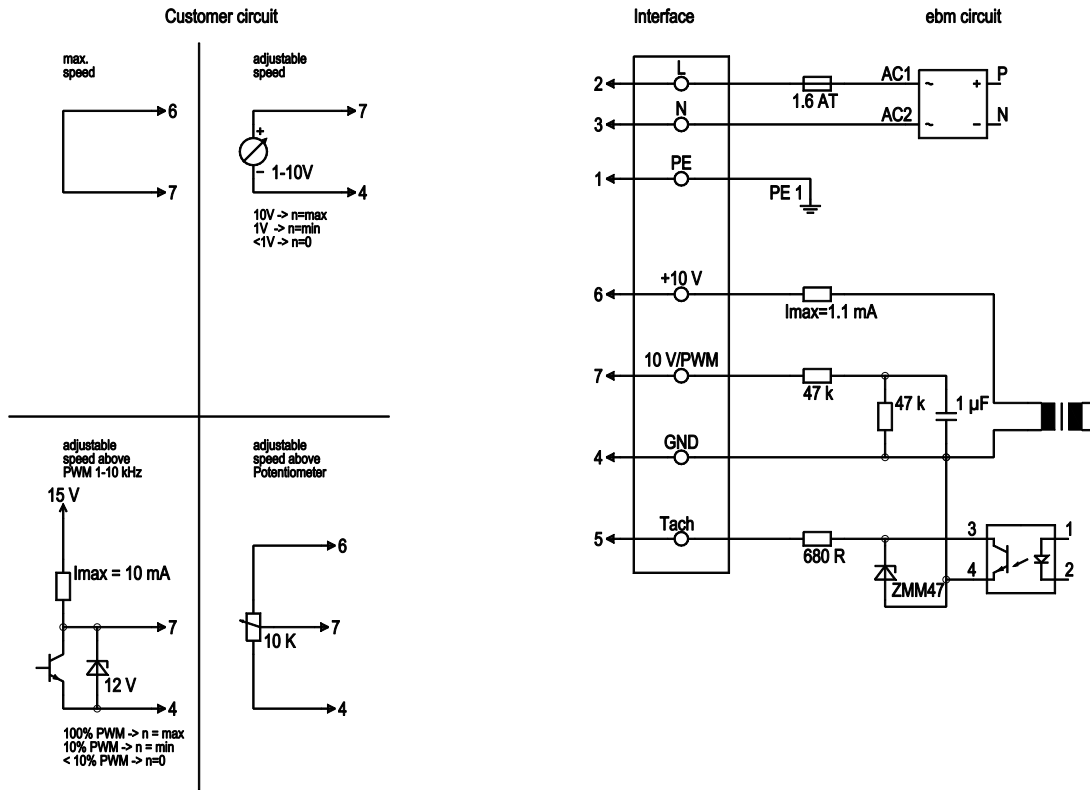 Customer circuit
Interface
ebm circuit
max.
speed
6
7
adjustable
speed
7
+
−
1-10V
4
10V -> n=max
1V -> n=min
<1V -> n=0
adjustable
speed above
PWM 1-10 kHz
15 V
Imax = 10 mA
7
12 V
4
100% PWM -> n = max
10% PWM -> n = min
< 10% PWM -> n=0
adjustable
speed above
Potentiometer
6
7
10 K
4
2
L
1.6 AT
AC1
~
+
P
3
N
AC2
~
−
N
1
PE
PE 1
6
+10 V
Imax=1.1 mA
7
10 V/PWM
47 k
47 k
1 µF
4
GND
5
Tach
680 R
3
1
4
2
ZMM47